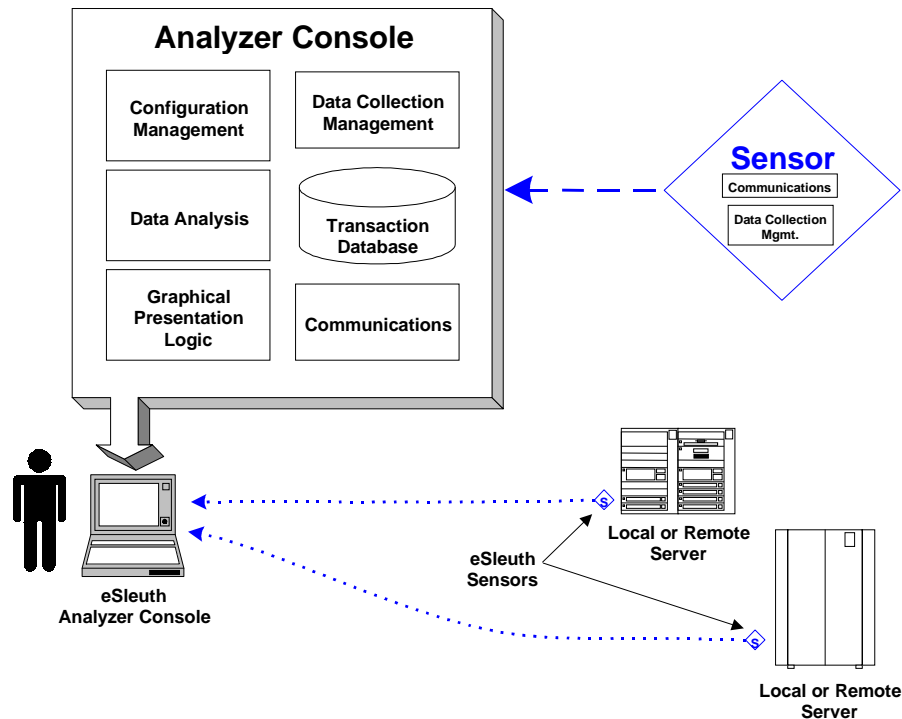 Analyzer Console
Configuration
Management
Data Collection
Management
Data Analysis
Transaction
Database
Graphical
Presentation
Logic
Communications
Sensor
Communications
Data Collection
Mgmt.
S
Local or Remote
Server
eSleuth
Sensors
S
eSleuth
Analyzer Console
Local or Remote
Server